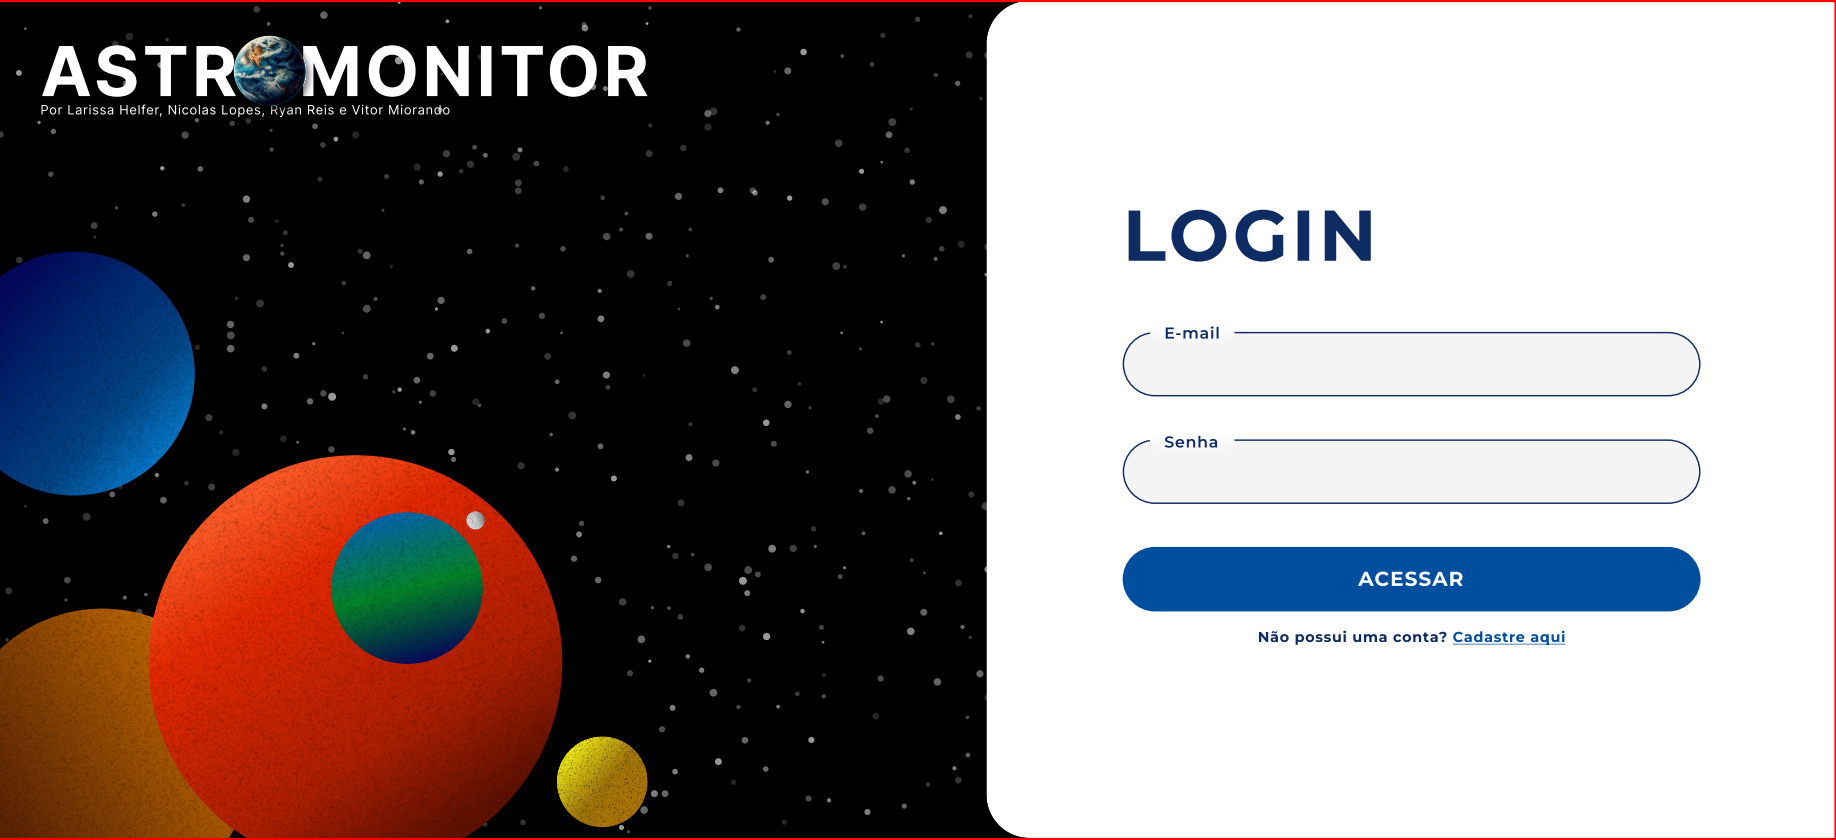 ASTROMONITOR
Por Larissa Helfer, Nicolas Lopes, Ryan Reis e Vitor Miorando
LOGIN
E-mail
Senha
ACESSAR
Não possui uma conta? Cadastre aqui